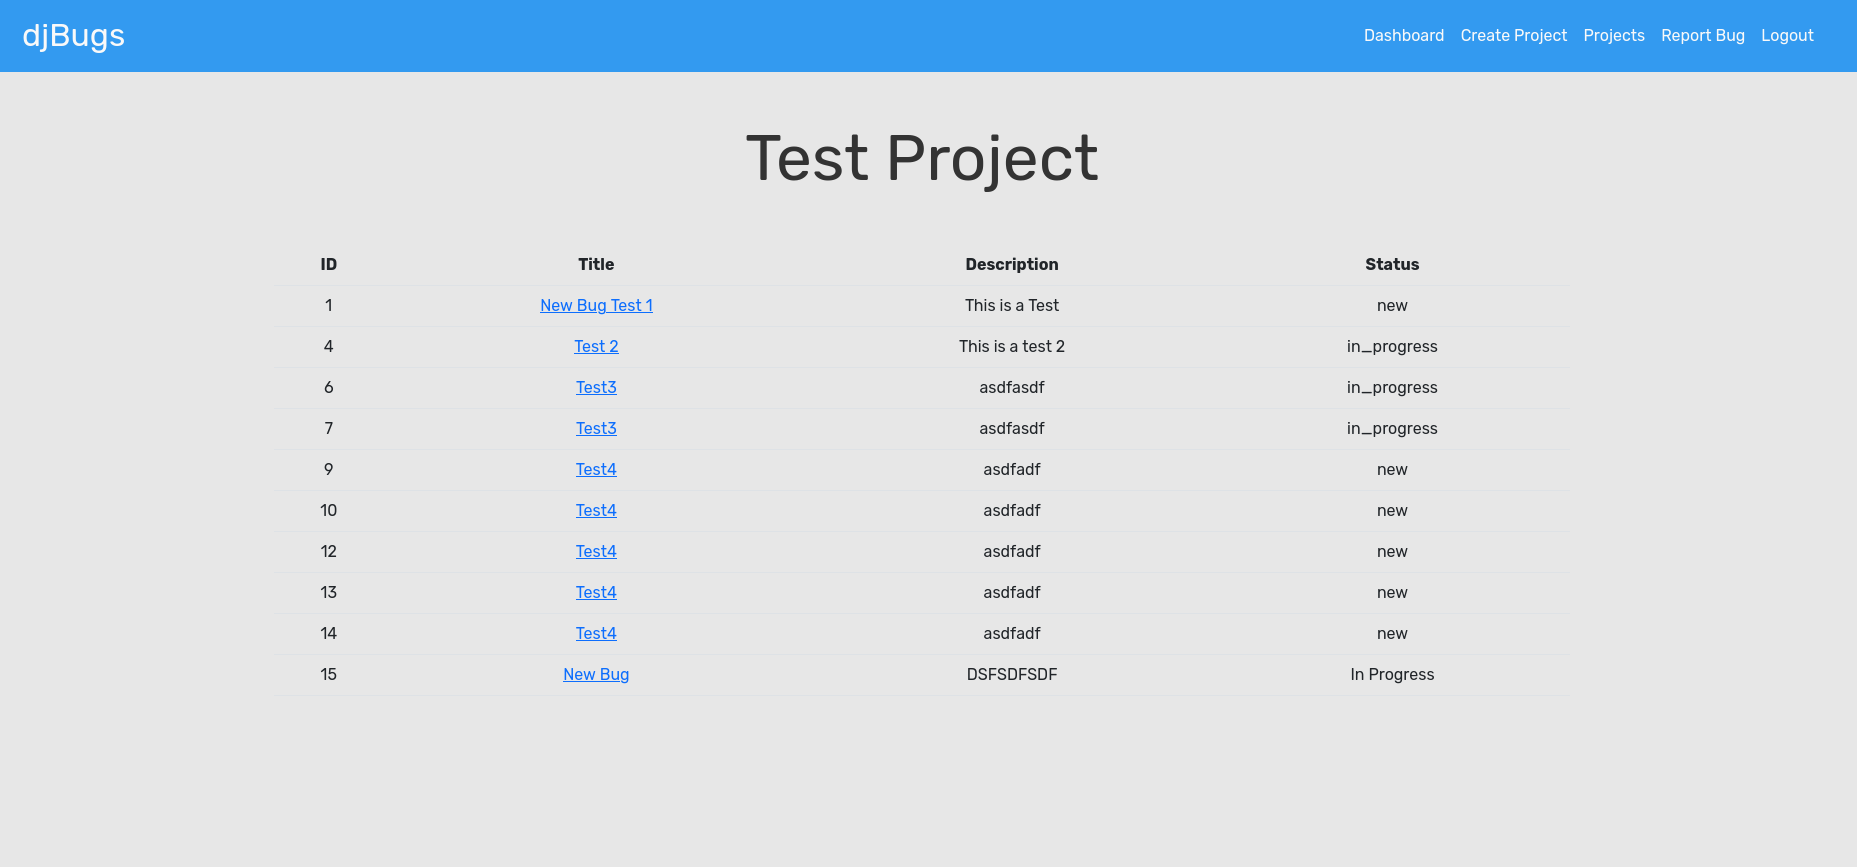 djBugs
Dashboard Create Project Projects Report Bug Logout
Test Project
ID Title Description Status
1 New Bug Test 1 This is a Test new
4 Test 2 This is a test 2 in_progress
6 Test3 asdfasdf in_progress
7 Test3 asdfasdf in_progress
9 Test4 asdfadf new
10 Test4 asdfadf new
12 Test4 asdfadf new
13 Test4 asdfadf new
14 Test4 asdfadf new
15 New Bug DSFSDFSDF In Progress